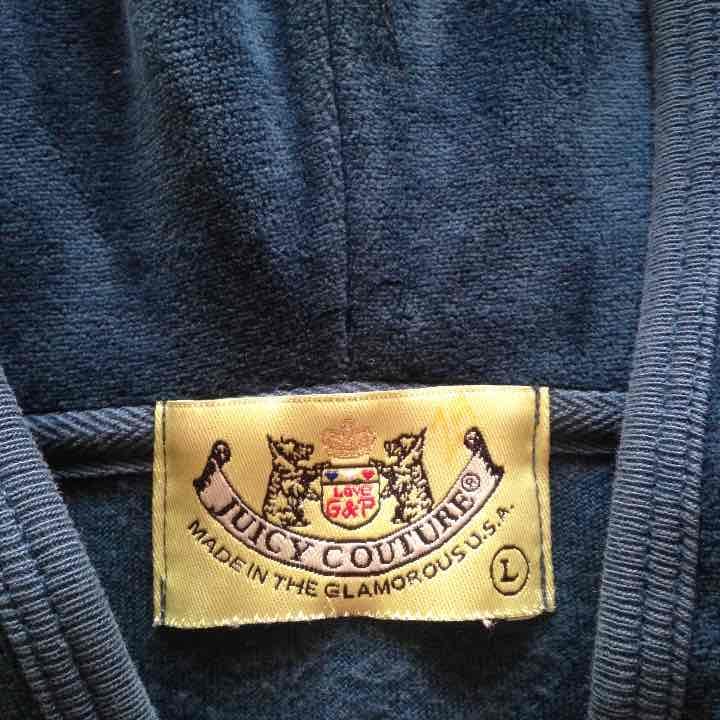 Love
G&P
JUICY COUTURE®
MADE IN THE GLAMOROUS U.S.A.
L